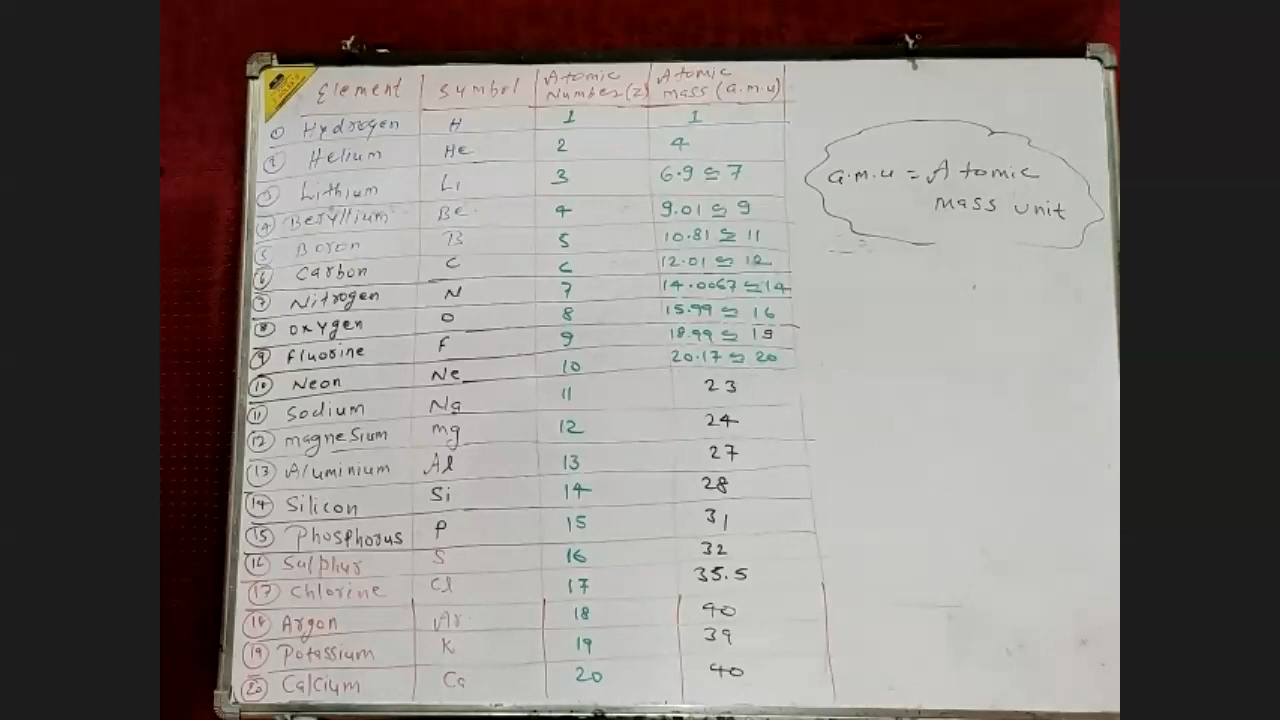 Element Symbol Atomic Number(Z) Atomic mass (a.m.u)
1 Hydrogen H 1 1
2 Helium He 2 4
3 Lithium Li 3 6.9 ≌ 7
4 Beryllium Be 4 9.01 ≌ 9
5 Boron B 5 10.81 ≌ 11
6 Carbon C 6 12.01 ≌ 12
7 Nitrogen N 7 14.0067 ≌ 14
8 Oxygen O 8 15.99 ≌ 16
9 Fluorine F 9 18.99 ≌ 19
10 Neon Ne 10 20.17 ≌ 20
11 Sodium Na 11 23
12 Magnesium Mg 12 24
13 Aluminium Al 13 27
14 Silicon Si 14 28
15 Phosphorus P 15 31
16 Sulphur S 16 32
17 Chlorine Cl 17 35.5
18 Argon Ar 18 40
19 Potassium K 19 39
20 Calcium Ca 20 40
a.m.u = Atomic
mass unit